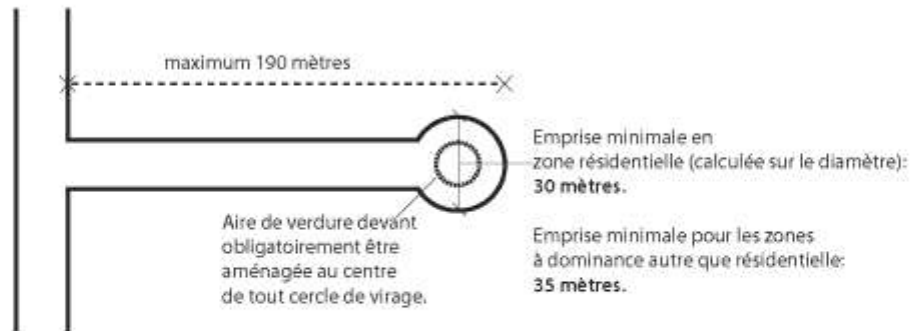 maximum 190 mètres
Emprise minimale en
zone résidentielle (calculée sur le diamètre):
30 mètres.
Aire de verdure devant
obligatoirement être
aménagée au centre
de tout cercle de virage.
Emprise minimale pour les zones
à dominance autre que résidentielle:
35 mètres.